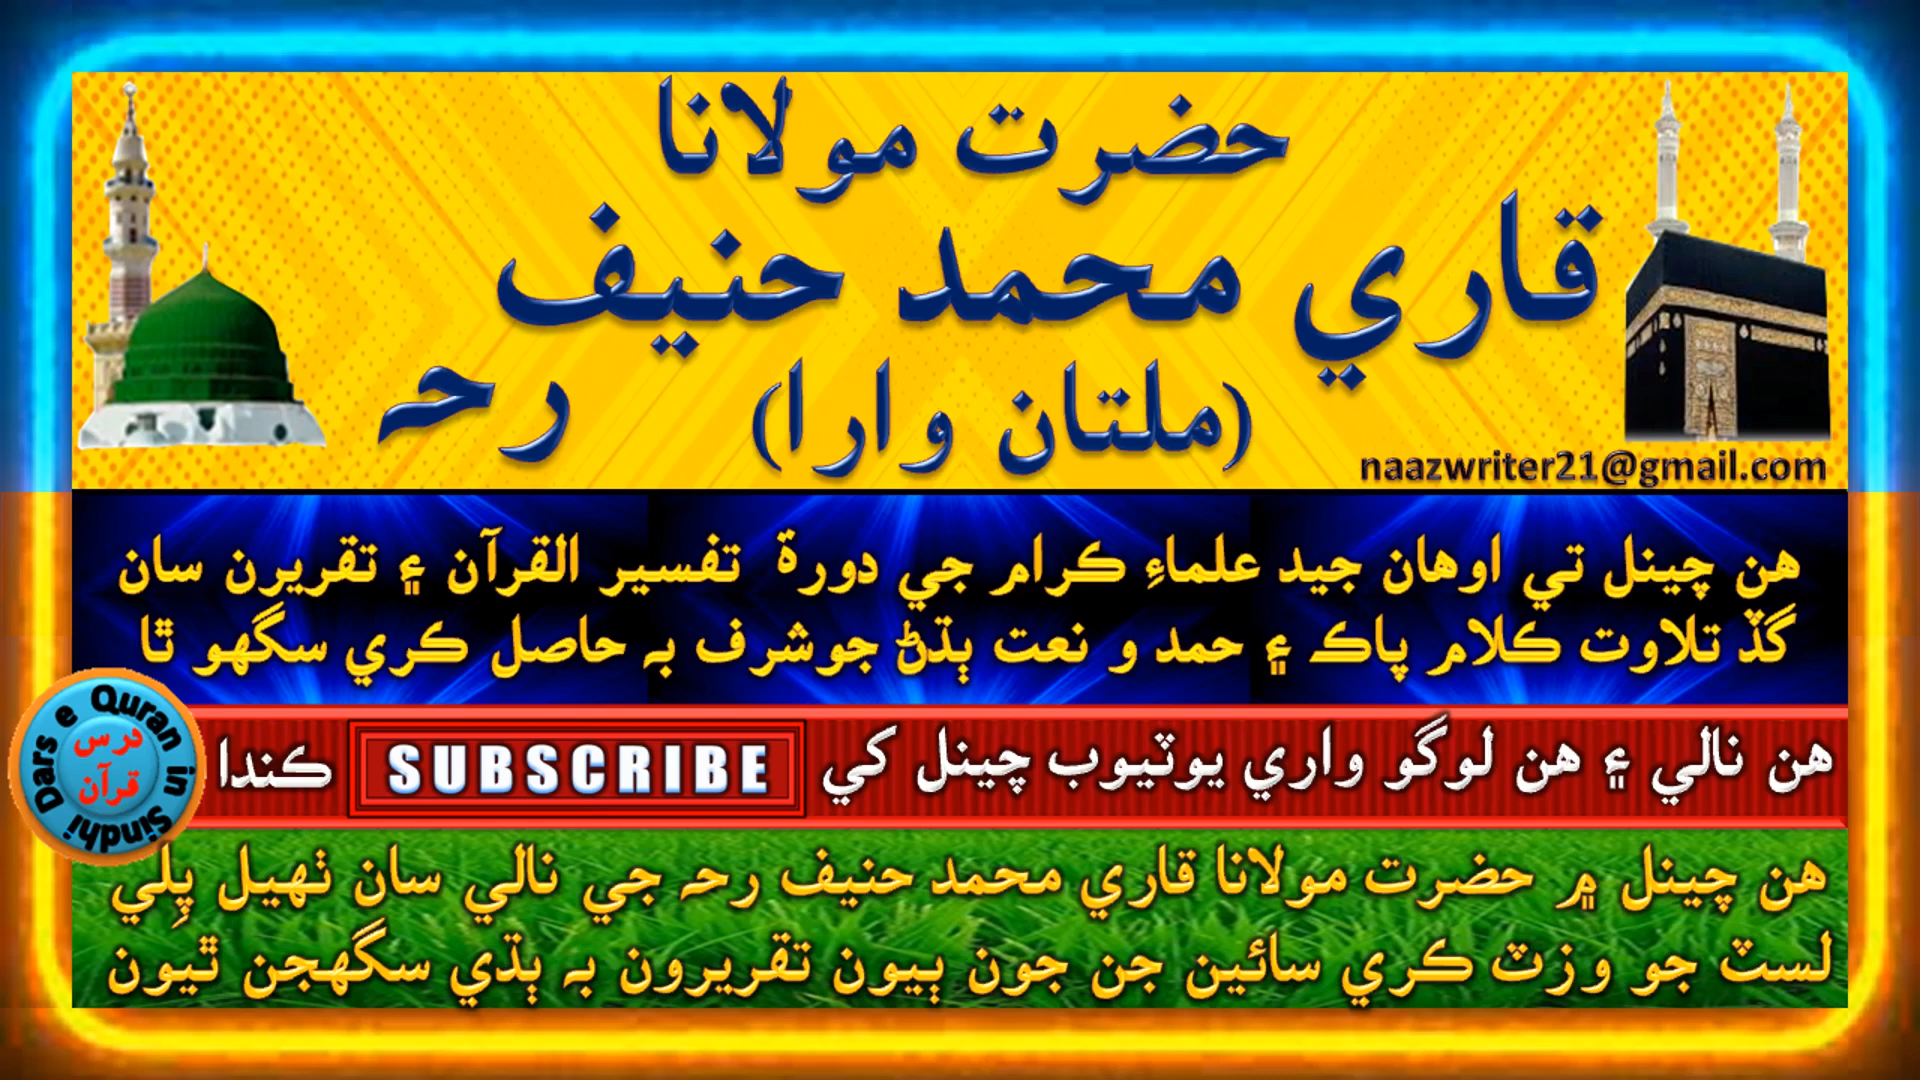 حضرت مولانا
قاري محمد حنيف
(ملتان وارا) رحہ
naazwriter21@gmail.com
هن چينل تي اوهان جيد علماءِ ڪرام جي دورة تفسير القرآن ۽ تقريرن سان
گڏ تلاوت ڪلام پاڪ ۽ حمد و نعت ٻڌڻ جوشرف بہ حاصل ڪري سگهو ٿا
هن نالي ۽ هن لوگو واري يوٽيوب چينل کي SUBSCRIBE ڪندا
Dars e Quran in Sindhi
درس
قرآن
هن چينل ۾ حضرت مولانا قاري محمد حنيف رحہ جي نالي سان ٺهيل پِلي
لسٽ جو وزٽ ڪري سائين جن جون ٻيون تقريرون بہ ٻڌي سگهجن ٿيون